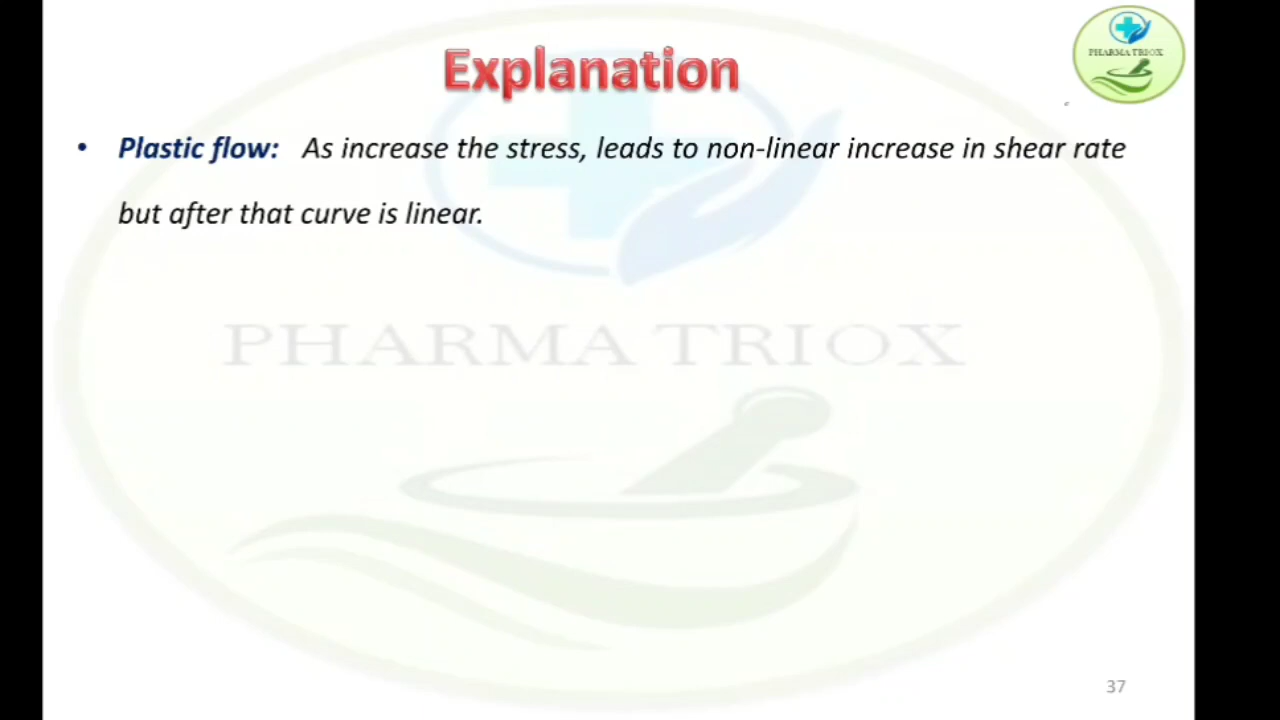 PHARMA TRIOX
Explanation
• Plastic flow: As increase the stress, leads to non-linear increase in shear rate
but after that curve is linear.
PHARMA TRIOX
37